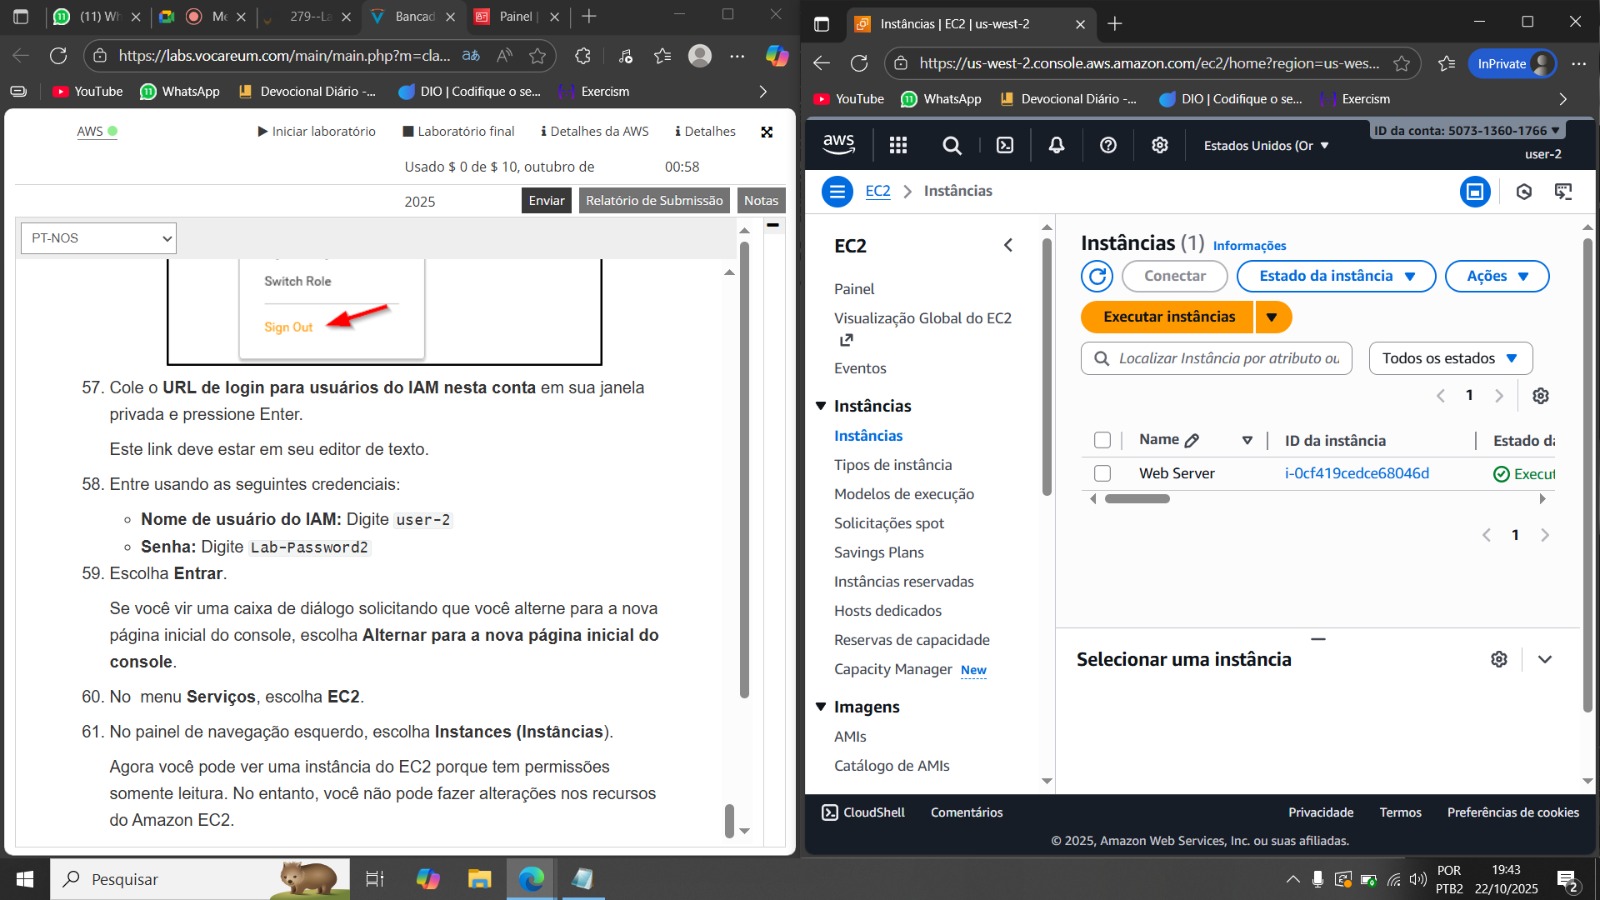 Wh
Me
279--La
Bancad
Painel
https://labs.vocareum.com/main/main.php?m=cla...
YouTube
WhatsApp
Devocional Diário -...
DIO | Codifique o se...
Exercism
AWS
Iniciar laboratório
Laboratório final
Detalhes da AWS
Detalhes
Usado $ 0 de $ 10, outubro de
2025
00:58
Enviar
Relatório de Submissão
Notas
PT-NOS
Switch Role
Sign Out
57. Cole o URL de login para usuários do IAM nesta conta em sua janela
privada e pressione Enter.
Este link deve estar em seu editor de texto.
58. Entre usando as seguintes credenciais:
Nome de usuário do IAM: Digite user-2
Senha: Digite Lab-Password2
59. Escolha Entrar.
Se você vir uma caixa de diálogo solicitando que você alterne para a nova
página inicial do console, escolha Alternar para a nova página inicial do
console.
60. No menu Serviços, escolha EC2.
61. No painel de navegação esquerdo, escolha Instances (Instâncias).
Agora você pode ver uma instância do EC2 porque tem permissões
somente leitura. No entanto, você não pode fazer alterações nos recursos
do Amazon EC2.
Instâncias | EC2 | us-west-2
https://us-west-2.console.aws.amazon.com/ec2/home?region=us-wes...
InPrivate
YouTube
WhatsApp
Devocional Diário -...
DIO | Codifique o se...
Exercism
aws
Estados Unidos (Or
ID da conta: 5073-1360-1766
user-2
EC2
Instâncias
EC2
Painel
Visualização Global do EC2
Eventos
Instâncias
Instâncias
Tipos de instância
Modelos de execução
Solicitações spot
Savings Plans
Instâncias reservadas
Hosts dedicados
Reservas de capacidade
Capacity Manager New
Imagens
AMIs
Catálogo de AMIs
Instâncias (1) Informações
Conectar
Estado da instância
Ações
Executar instâncias
Localizar Instância por atributo ou
Todos os estados
1
Name
ID da instância
Estado da
Web Server
i-0cf419cedce68046d
Execut
1
Selecionar uma instância
CloudShell
Comentários
Privacidade
Termos
Preferências de cookies
© 2025, Amazon Web Services, Inc. ou suas afiliadas.
Pesquisar
POR
PTB2
19:43
22/10/2025
2